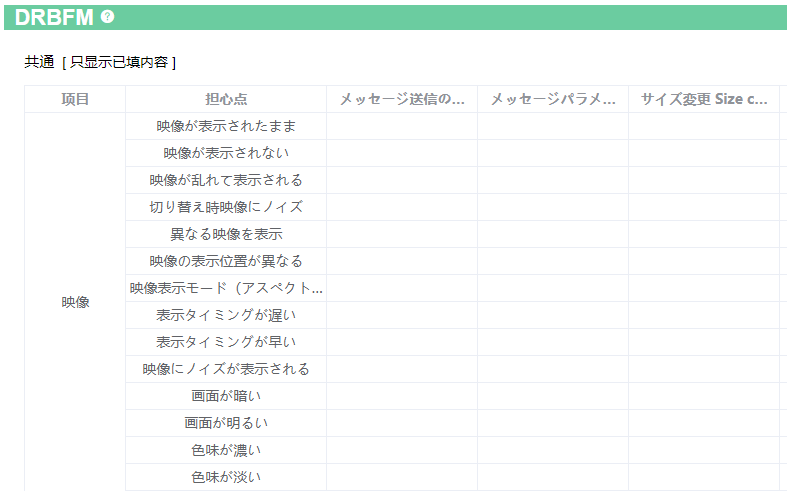 DRBFM ?
共通 [ 只显示已填内容 ]
项目 担心点 メッセージ送信の... メッセージパラメ... サイズ変更 Size c...
映像が表示されたまま
映像が表示されない
映像が乱れて表示される
切り替え時映像にノイズ
異なる映像を表示
映像の表示位置が異なる
映像表示モード（アスペクト...
映像
表示タイミングが遅い
表示タイミングが早い
映像にノイズが表示される
画面が暗い
画面が明るい
色味が濃い
色味が淡い